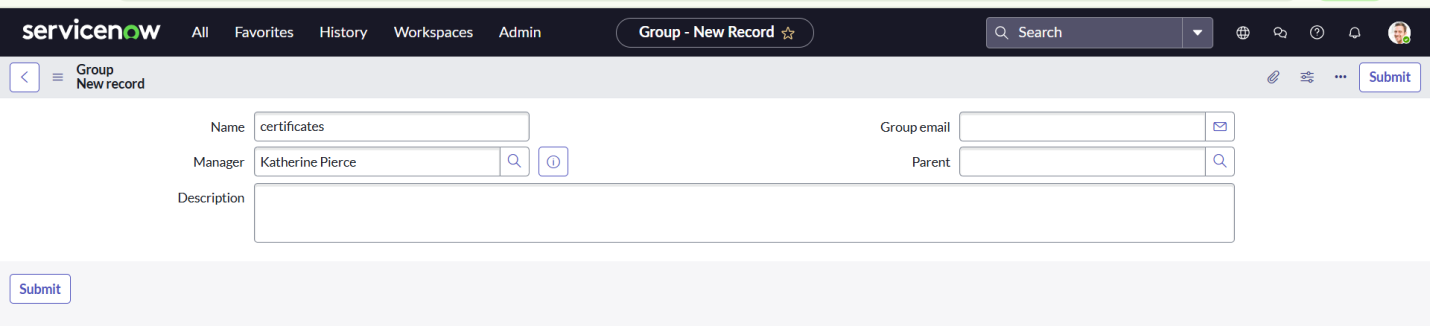 servicenow All Favorites History Workspaces Admin Group - New Record Search
Group
New record
Submit
Name certificates Group email
Manager Katherine Pierce Parent
Description
Submit